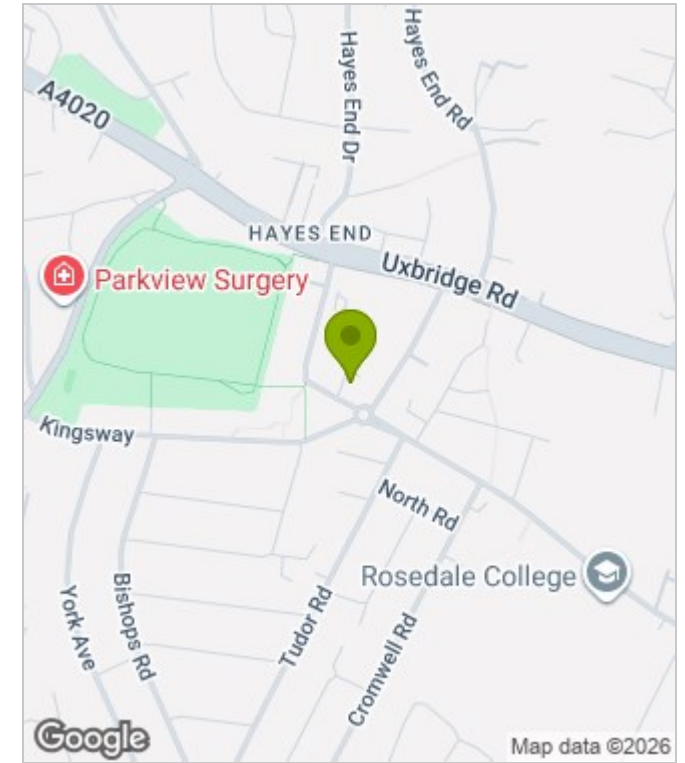 Hayes End Dr
Hayes End Rd
A4020
HAYES END
Uxbridge Rd
Parkview Surgery
Kingsway
North Rd
Rosedale College
York Ave
Bishops Rd
Tudor Rd
Cromwell Rd
Google
Map data ©2026